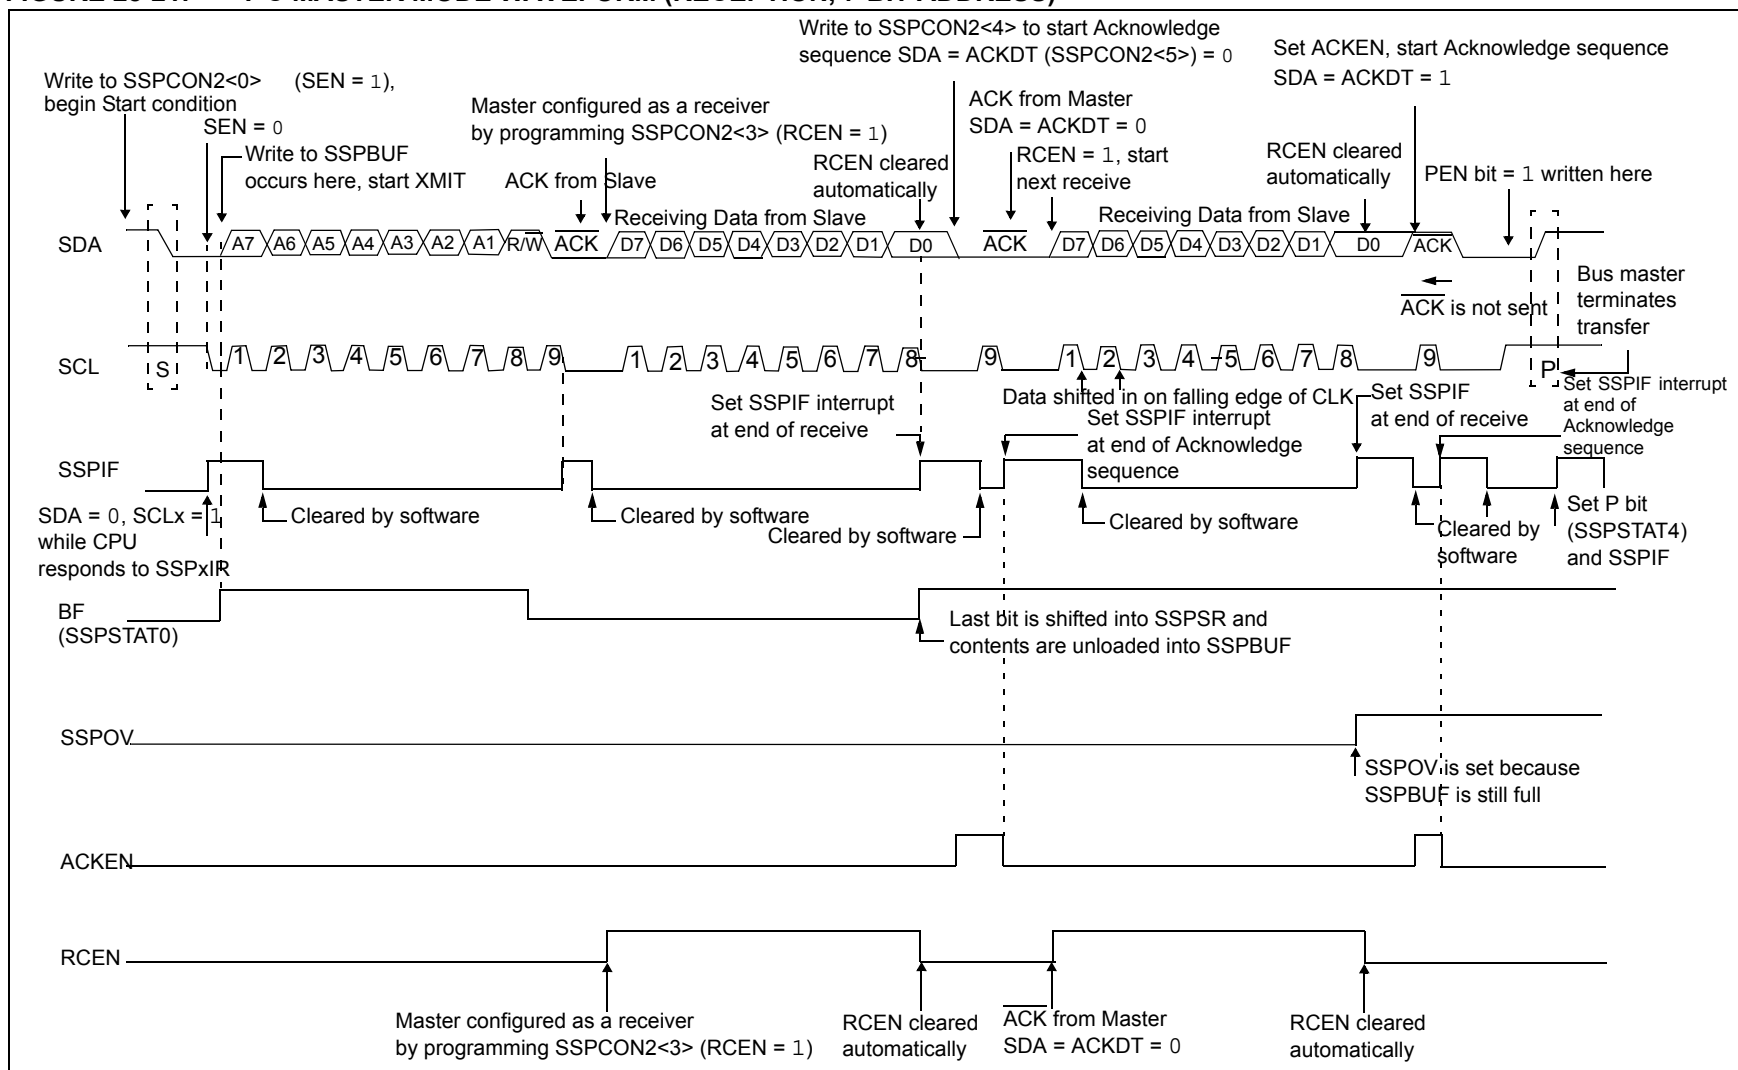 Write to SSPCON2<4> to start Acknowledge
sequence SDA = ACKDT (SSPCON2<5>) = 0
Set ACKEN, start Acknowledge sequence
SDA = ACKDT = 1
Write to SSPCON2<0> (SEN = 1),
begin Start condition
Master configured as a receiver
by programming SSPCON2<3> (RCEN = 1)
ACK from Master
SDA = ACKDT = 0
SEN = 0
Write to SSPBUF
occurs here, start XMIT
ACK from Slave
RCEN cleared
automatically
RCEN = 1, start
next receive
RCEN cleared
automatically
PEN bit = 1 written here
Receiving Data from Slave
Receiving Data from Slave
SDA A7 A6 A5 A4 A3 A2 A1 R/W ACK D7 D6 D5 D4 D3 D2 D1 D0 ACK D7 D6 D5 D4 D3 D2 D1 D0 ACK
ACK is not sent
Bus master
terminates
transfer
SCL S 1 2 3 4 5 6 7 8 9 1 2 3 4 5 6 7 8 9 1 2 3 4 5 6 7 8 9 P
Set SSPIF interrupt
at end of receive
Data shifted in on falling edge of CLK
Set SSPIF interrupt
at end of Acknowledge
sequence
Set SSPIF
at end of receive
Set SSPIF interrupt
at end of
Acknowledge
sequence
SSPIF
SDA = 0, SCLx = 1
while CPU
responds to SSPxIR
Cleared by software
Cleared by software
Cleared by software
Cleared by software
Cleared by
software
Set P bit
(SSPSTAT4)
and SSPIF
BF
(SSPSTAT0)
Last bit is shifted into SSPSR and
contents are unloaded into SSPBUF
SSPOV
SSPOV is set because
SSPBUF is still full
ACKEN
RCEN
Master configured as a receiver
by programming SSPCON2<3> (RCEN = 1)
RCEN cleared
automatically
ACK from Master
SDA = ACKDT = 0
RCEN cleared
automatically